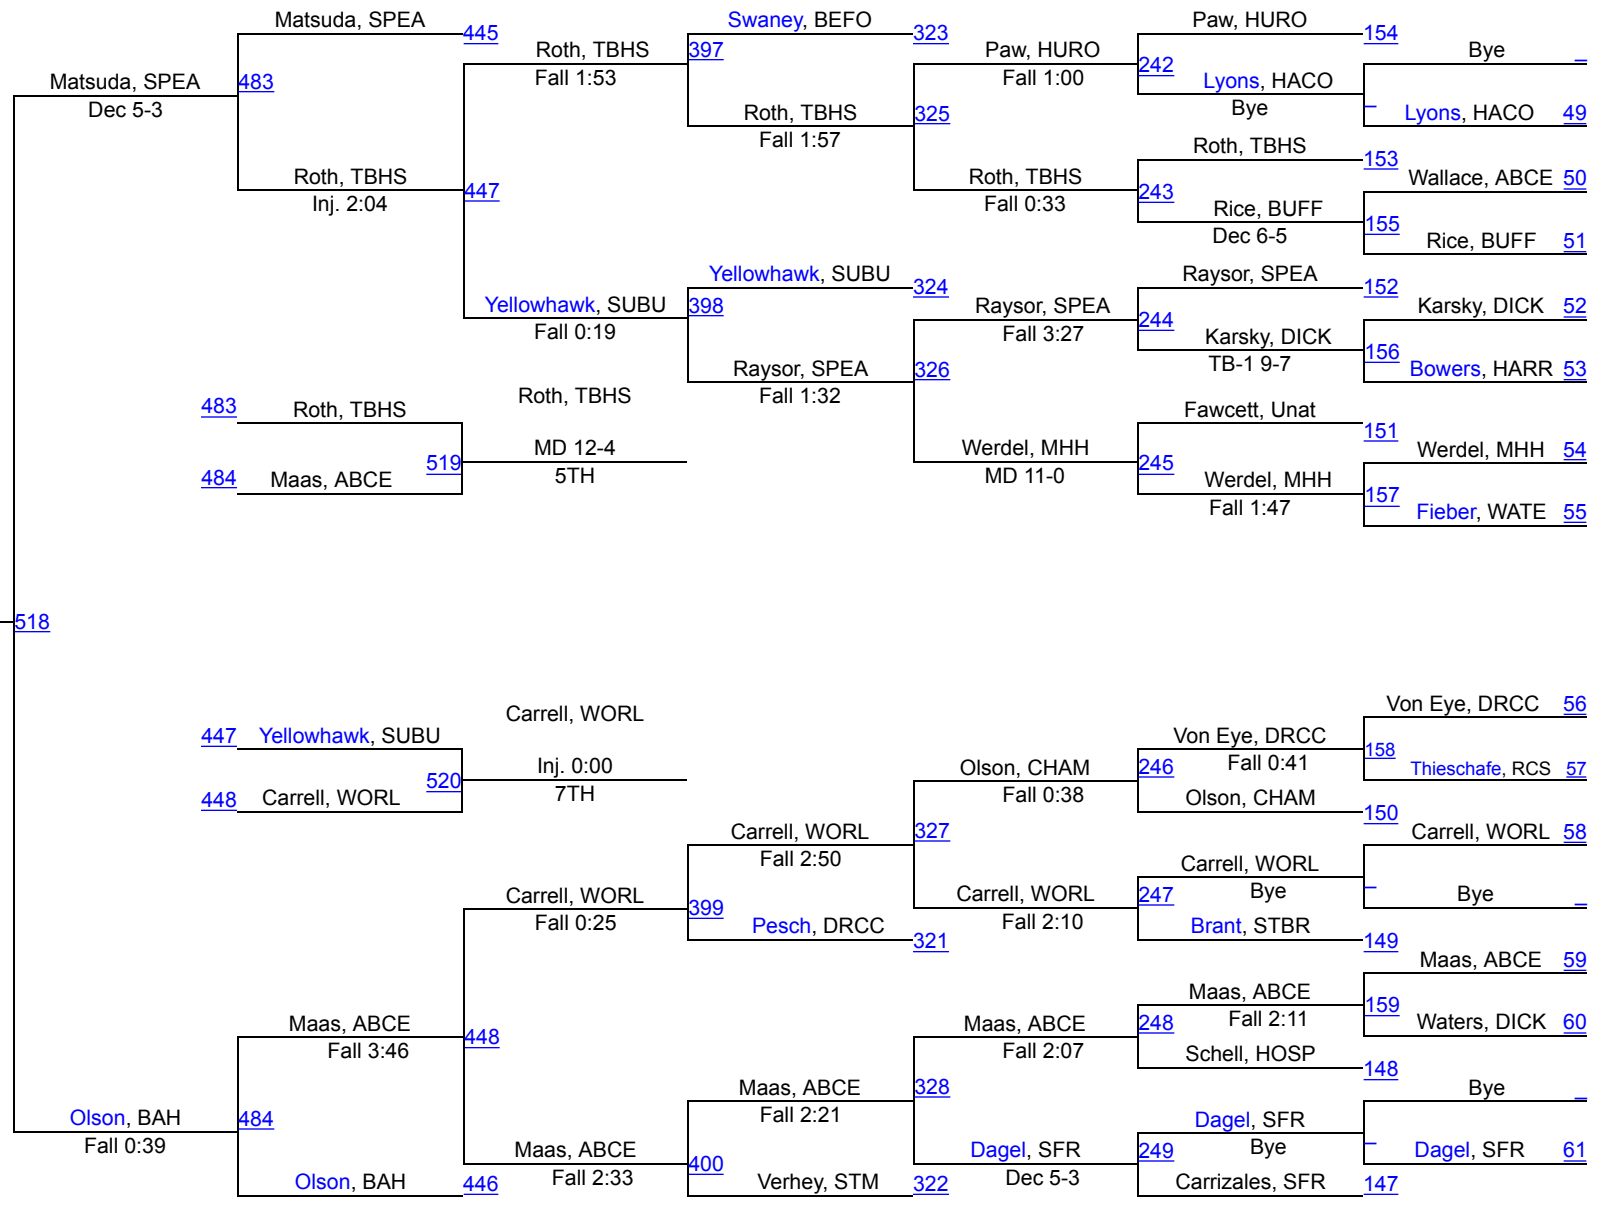 Matsuda, SPEA
445
Swaney, BEFO
323
Paw, HURO
154
Roth, TBHS
397
Fall 1:53
Paw, HURO
Fall 1:00
242
Bye
_
Matsuda, SPEA
483
Dec 5-3
Lyons, HACO
Bye
_
Lyons, HACO
49
Roth, TBHS
Fall 1:57
325
Roth, TBHS
153
Roth, TBHS
Inj. 2:04
447
Roth, TBHS
Fall 0:33
243
Wallace, ABCE
50
Rice, BUFF
Dec 6-5
155
Rice, BUFF
51
Yellowhawk, SUBU
324
Raysor, SPEA
152
Yellowhawk, SUBU
Fall 0:19
398
Raysor, SPEA
Fall 3:27
244
Karsky, DICK
52
Karsky, DICK
TB-1 9-7
156
Bowers, HARR
53
Raysor, SPEA
Fall 1:32
326
483
Roth, TBHS
Roth, TBHS
Fawcett, Unat
151
519
MD 12-4
5TH
Werdel, MHH
MD 11-0
245
Werdel, MHH
54
484
Maas, ABCE
Werdel, MHH
Fall 1:47
157
Fieber, WATE
55
518
Von Eye, DRCC
56
447
Yellowhawk, SUBU
Carrell, WORL
Von Eye, DRCC
Fall 0:41
158
Thieschafe, RCS
57
520
Inj. 0:00
7TH
Olson, CHAM
Fall 0:38
246
448
Carrell, WORL
Olson, CHAM
150
Carrell, WORL
Fall 2:50
327
Carrell, WORL
58
Carrell, WORL
Bye
_
Carrell, WORL
Fall 0:25
399
Carrell, WORL
Fall 2:10
247
Bye
_
Pesch, DRCC
321
Brant, STBR
149
Maas, ABCE
59
Maas, ABCE
Fall 2:11
159
Maas, ABCE
Fall 3:46
448
Maas, ABCE
Fall 2:07
248
Waters, DICK
60
Schell, HOSP
148
Maas, ABCE
Fall 2:21
328
Bye
_
Olson, BAH
Fall 0:39
484
Dagel, SFR
Bye
_
Maas, ABCE
Fall 2:33
400
Dagel, SFR
Dec 5-3
249
Dagel, SFR
61
Olson, BAH
446
Verhey, STM
322
Carrizales, SFR
147